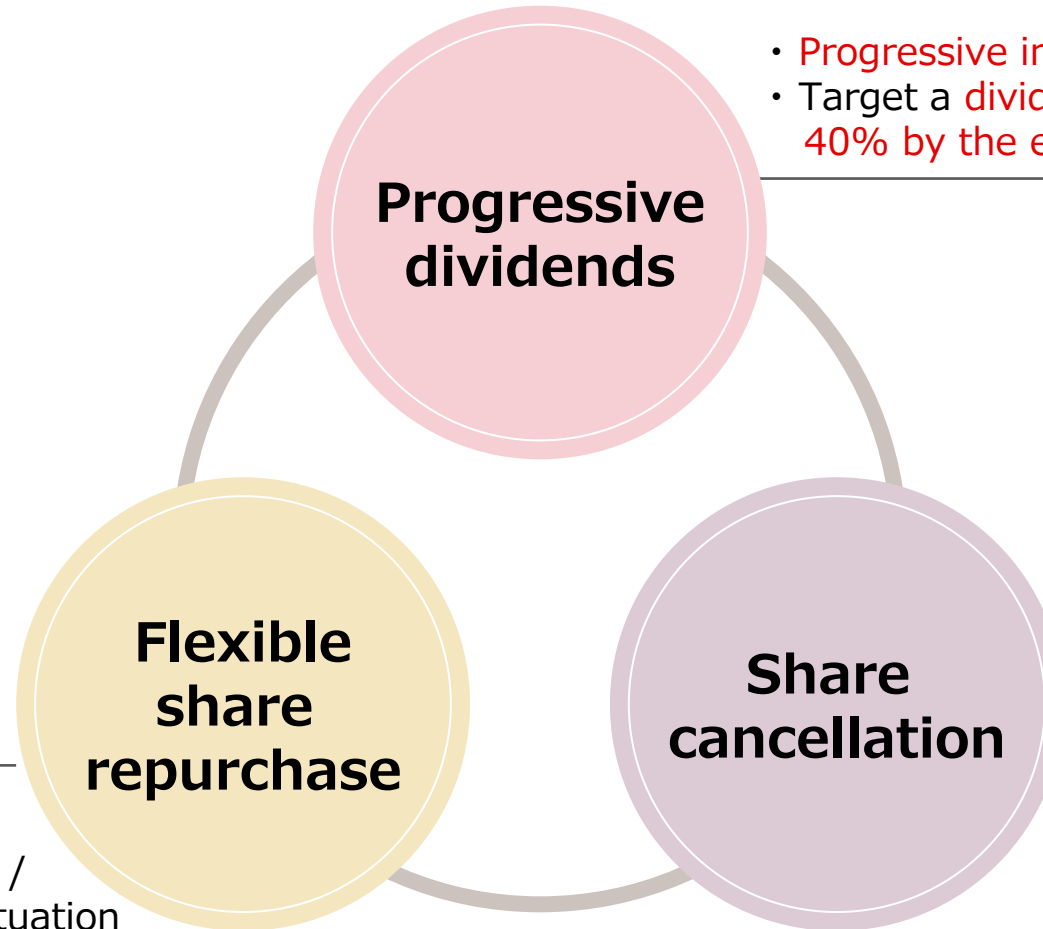 ・Progressive
・Target a
40% by the
Progressive
dividends
Flexible
share
repurchase
Share
cancellation
/